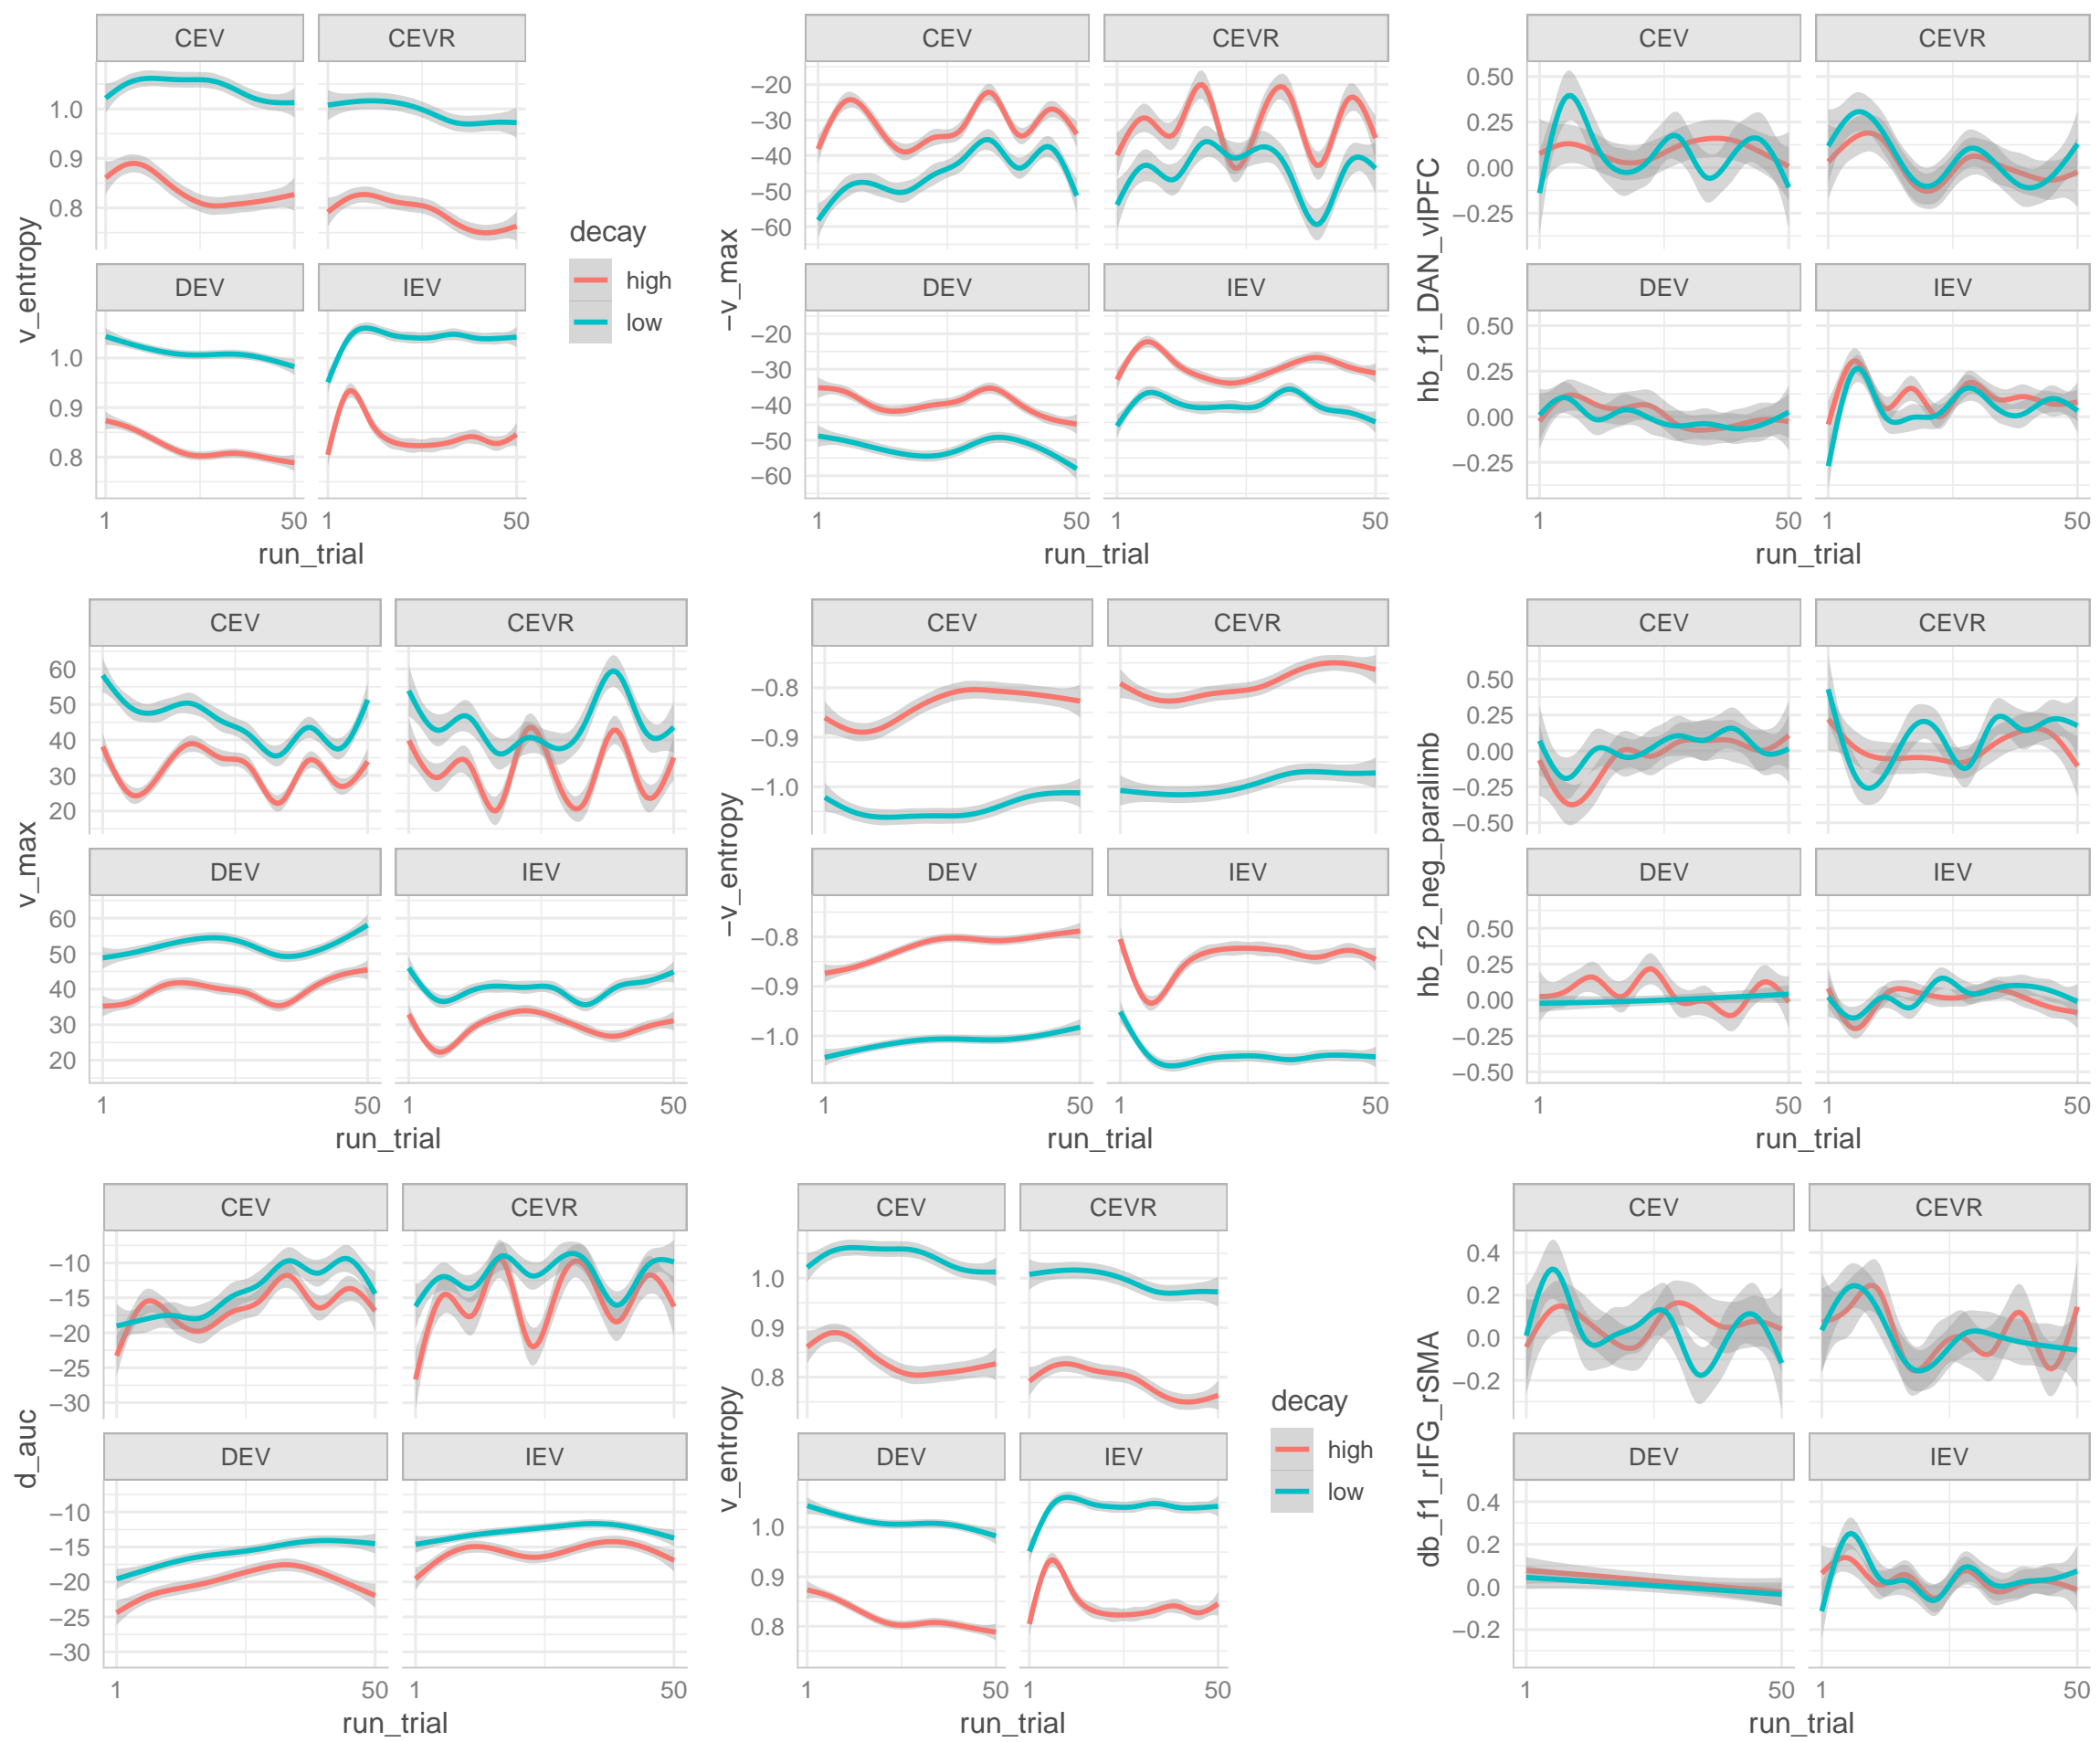 CEV CEVR
1.0
0.9
0.8
DEV IEV
1.0
0.9
0.8
1 50 1 50
run_trial
v_entropy
decay
high
low
CEV CEVR
−20
−30
−40
−50
−60
DEV IEV
−20
−30
−40
−50
−60
1 50 1 50
run_trial
−v_max
CEV CEVR
0.50
0.25
0.00
−0.25
DEV IEV
0.50
0.25
0.00
−0.25
1 50 1 50
run_trial
hb_f1_DAN_vlPFC
CEV CEVR
60
50
40
30
20
DEV IEV
60
50
40
30
20
1 50 1 50
run_trial
v_max
CEV CEVR
−0.8
−0.9
−1.0
DEV IEV
−0.8
−0.9
−1.0
1 50 1 50
run_trial
−v_entropy
CEV CEVR
0.50
0.25
0.00
−0.25
−0.50
DEV IEV
0.50
0.25
0.00
−0.25
−0.50
1 50 1 50
run_trial
hb_f2_neg_paralimb
CEV CEVR
−10
−15
−20
−25
−30
DEV IEV
−10
−15
−20
−25
−30
1 50 1 50
run_trial
d_auc
CEV CEVR
1.0
0.9
0.8
DEV IEV
1.0
0.9
0.8
1 50 1 50
run_trial
v_entropy
decay
high
low
CEV CEVR
0.4
0.2
0.0
−0.2
DEV IEV
0.4
0.2
0.0
−0.2
1 50 1 50
run_trial
db_f1_rIFG_rSMA